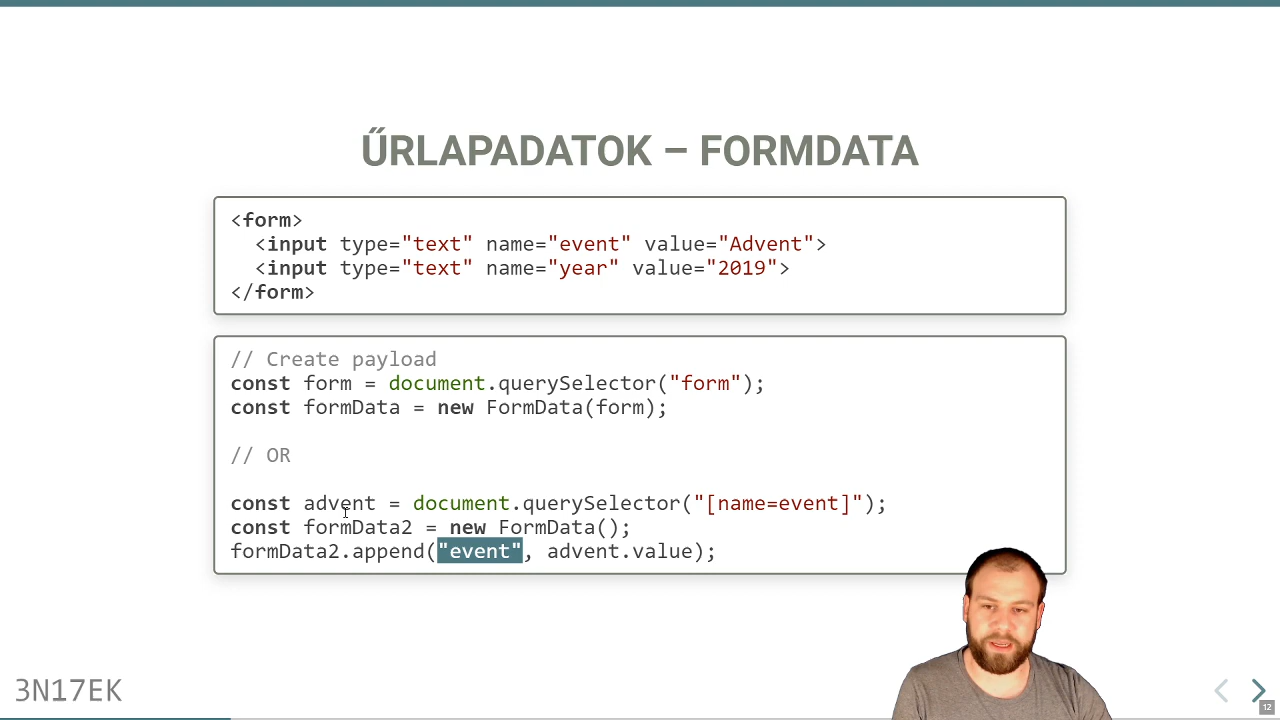 ŰRLAPADATOK – FORMDATA
<form>
<input type="text" name="event" value="Advent">
<input type="text" name="year" value="2019">
</form>
// Create payload
const form = document.querySelector("form");
const formData = new FormData(form);
// OR
const advent = document.querySelector("[name=event]");
const formData2 = new FormData();
formData2.append("event", advent.value);
3N17EK
12